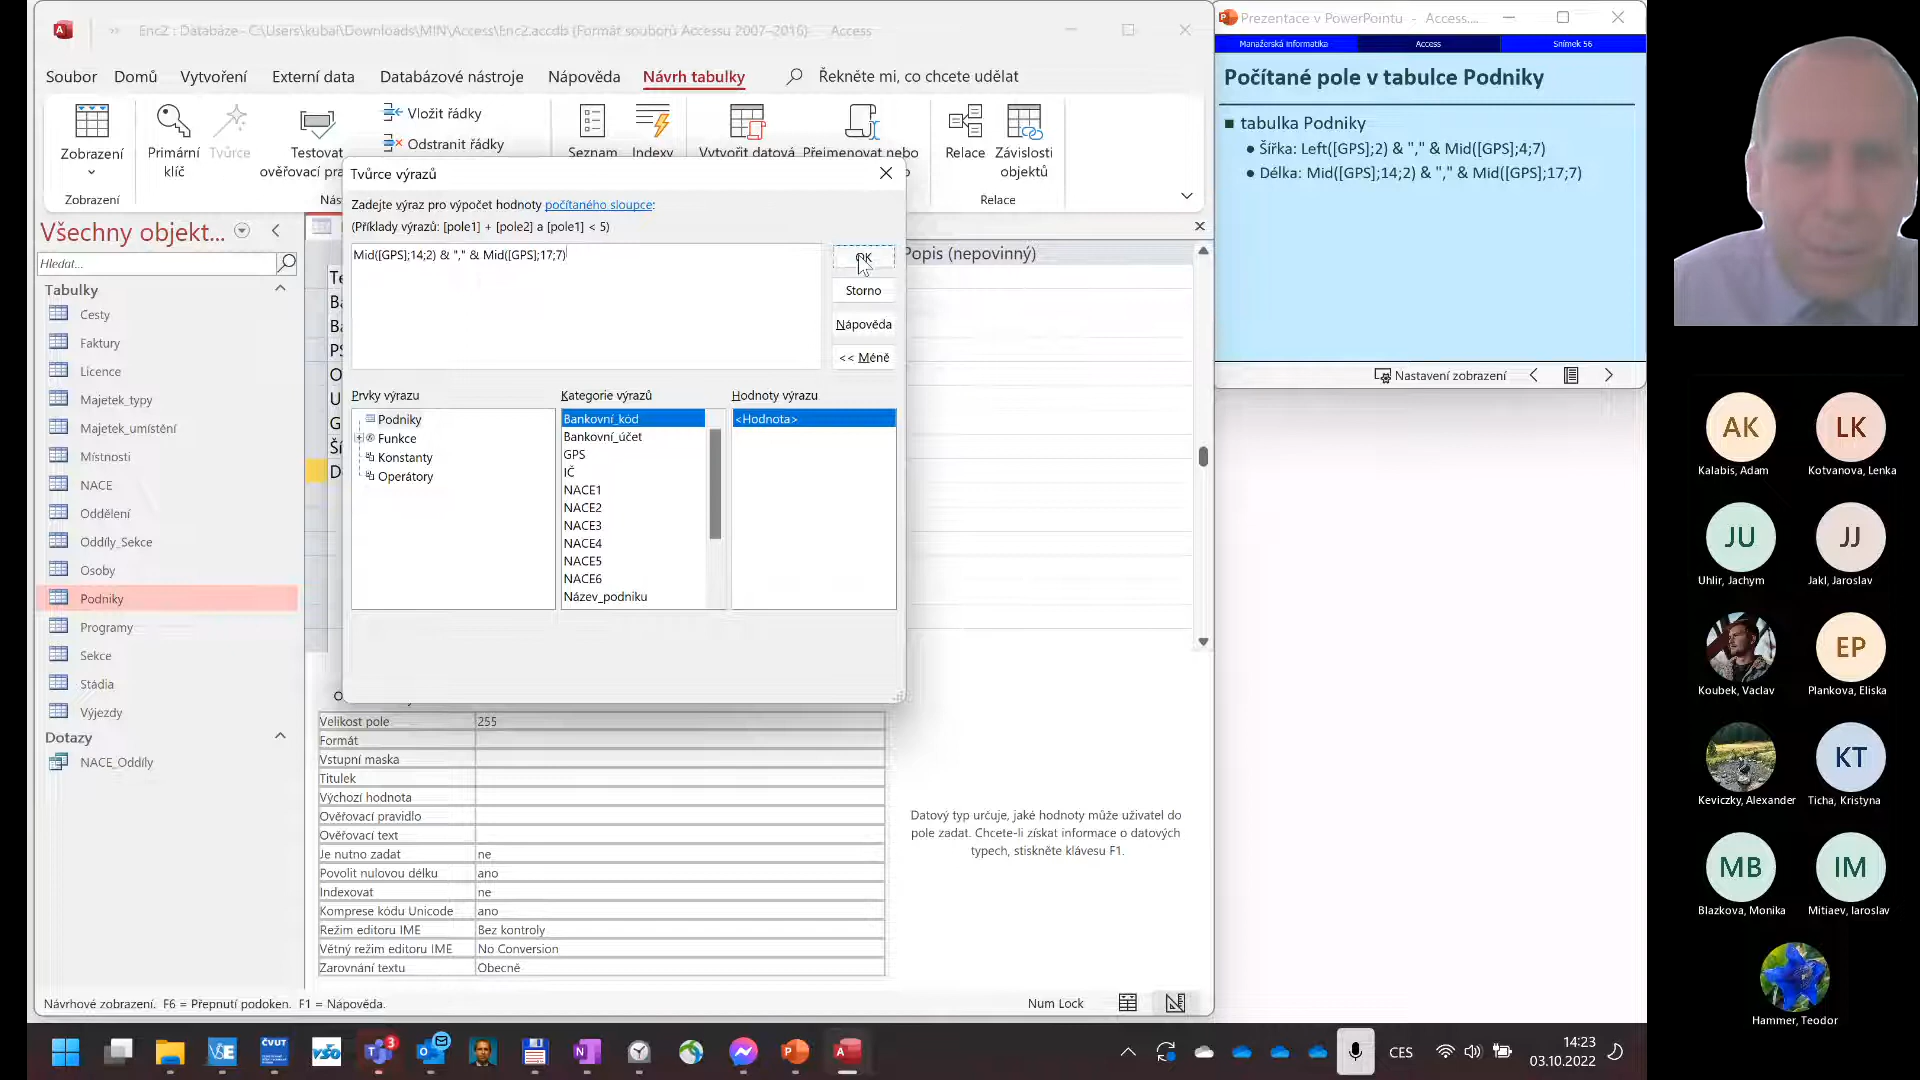 Enc2 : Databáze- C:\Users\kubal\Downloads\MIN\Access\Enc2.accdb (Formát souborů Accessu 2007–2016) - Access
Soubor Domů Vytvoření Externí data Databázové nástroje Nápověda Návrh tabulky Řekněte mi, co chcete udělat
Zobrazení
Primární klíč
Tvůrce
Testovat ověřovací
Vložit řádky
Odstranit řádky
Seznam
Indexy
Vytvořit datová
Přejmenovat nebo
Relace
Závislosti objektů
Zobrazení
Relace
Všechny objekt...
Hledat...
Tabulky
Cesty
Faktury
Licence
Majetek_typy
Majetek_umístění
Místnosti
NACE
Oddělení
Oddíly_Sekce
Osoby
Podniky
Programy
Sekce
Stádia
Výjezdy
Dotazy
NACE_Oddíly
Popis (nepovinný)
Tvůrce výrazů
Zadejte výraz pro výpočet hodnoty počítaného sloupce:
(Příklady výrazů: [pole1] + [pole2] a [pole1] < 5)
Mid([GPS];14;2) & "," & Mid([GPS];17;7)
OK
Storno
Nápověda
<< Méně
Prvky výrazu
Podniky
Funkce
Konstanty
Operátory
Kategorie výrazů
Bankovní_kód
Bankovní_účet
GPS
IČ
NACE1
NACE2
NACE3
NACE4
NACE5
NACE6
Název_podniku
Hodnoty výrazu
<Hodnota>
Velikost pole 255
Formát
Vstupní maska
Titulek
Výchozí hodnota
Ověřovací pravidlo
Ověřovací text
Je nutno zadat ne
Povolit nulovou délku ano
Indexovat ne
Komprese kódu Unicode ano
Režim editoru IME Bez kontroly
Větný režim editoru IME No Conversion
Zarovnání textu Obecné
Datový typ určuje, jaké hodnoty může uživatel do
pole zadat. Chcete-li získat informace o datových
typech, stiskněte klávesu F1.
Návrhové zobrazení. F6 = Přepnutí podoken. F1 = Nápověda.
Num Lock
Prezentace v PowerPointu - Access....
Manažerská informatika Access Snímek 56
Počítané pole v tabulce Podniky
tabulka Podniky
Šířka: Left([GPS];2) & "," & Mid([GPS];4;7)
Délka: Mid([GPS];14;2) & "," & Mid([GPS];17;7)
Nastavení zobrazení
AK
Kalabis, Adam
LK
Kotvanova, Lenka
JU
Uhlir, Jachym
JJ
Jakl, Jaroslav
Koubek, Vaclav
EP
Plankova, Eliska
Keviczky, Alexander
KT
Ticha, Kristyna
MB
Blazkova, Monika
IM
Mitiaev, Iaroslav
Hammer, Teodor
VŠE
ČVUT
VŠO
3
CES
14:23
03.10.2022